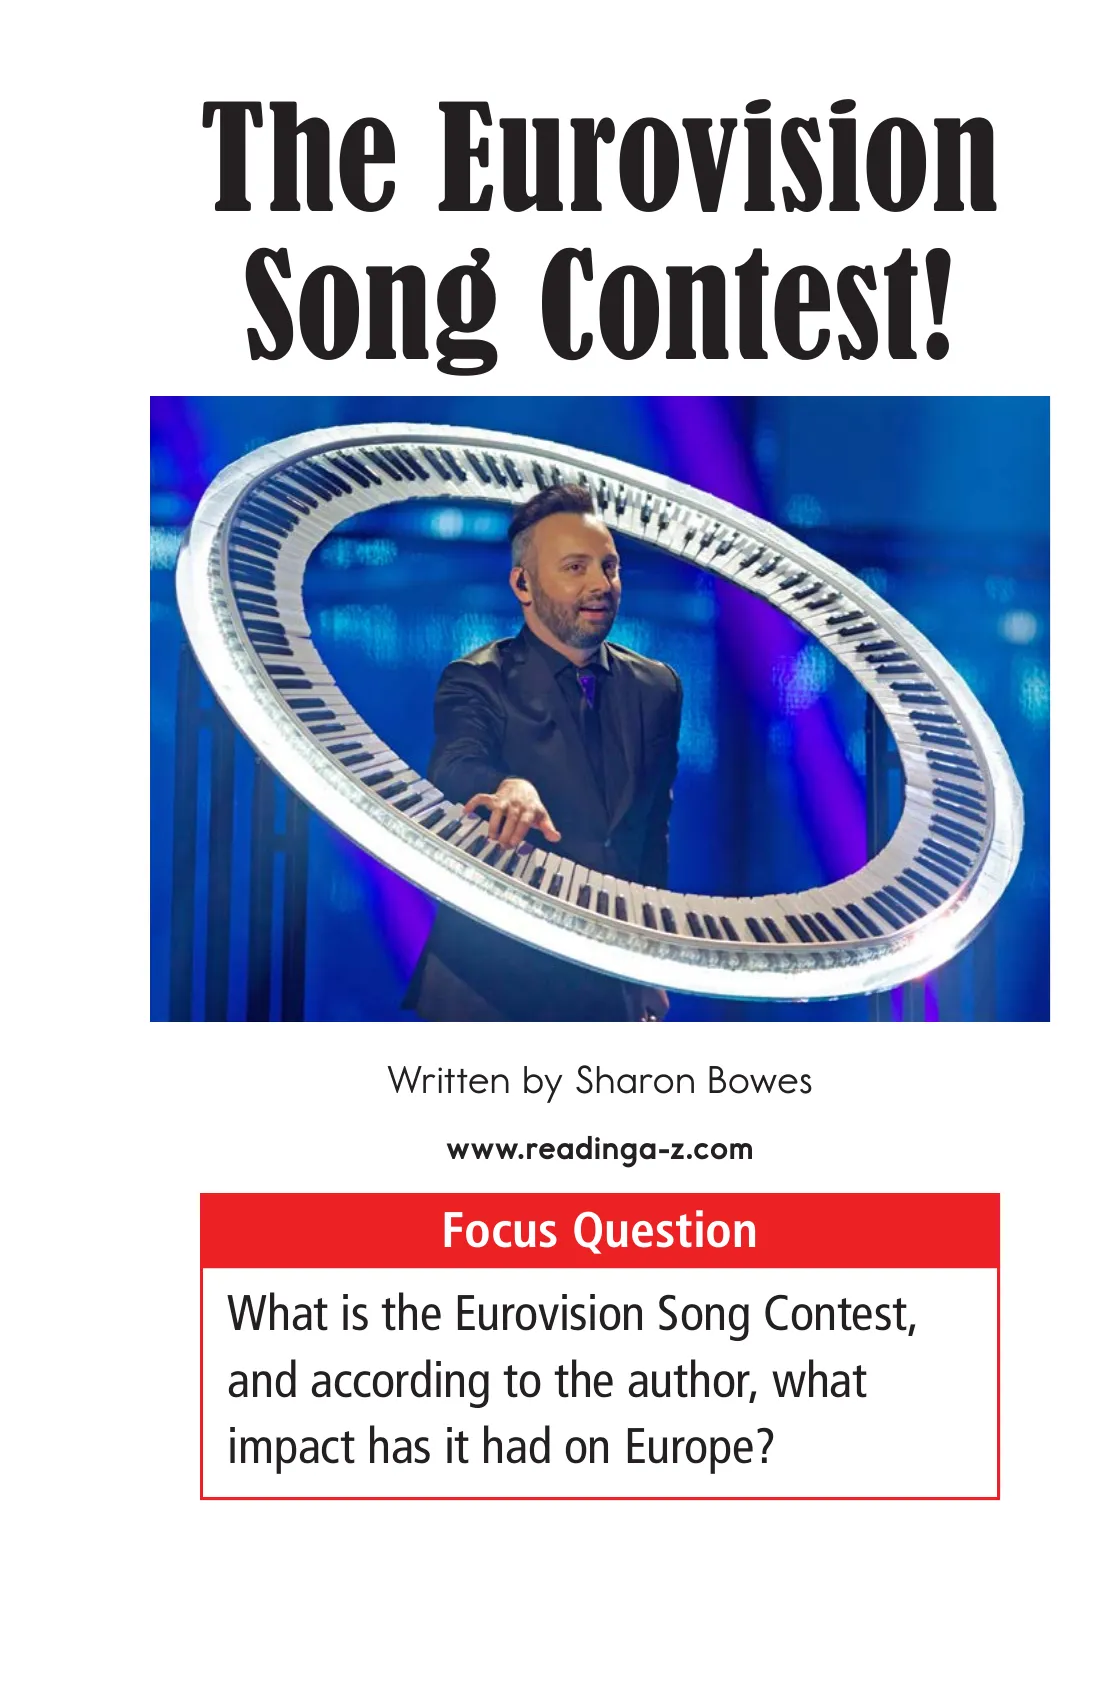 The Eurovision
Song Contest!
Written by Sharon Bowes
www.readinga-z.com
Focus Question
What is the Eurovision Song Contest,
and according to the author, what
impact has it had on Europe?